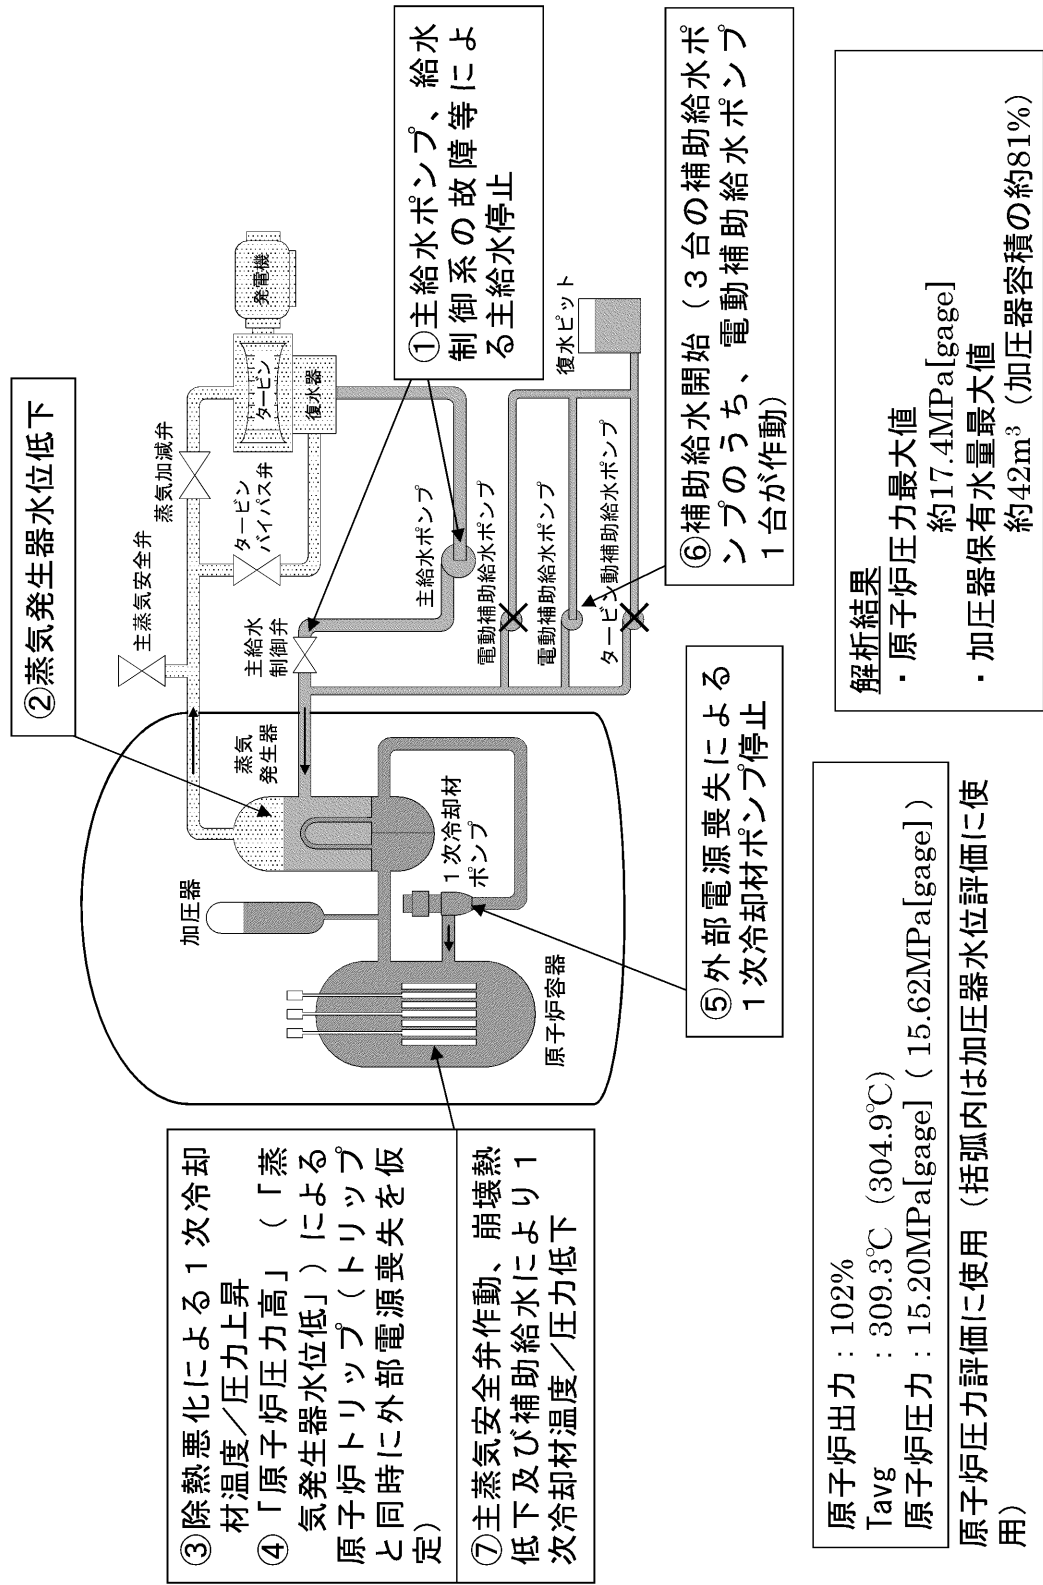 ②蒸気発生器水位低下
③除熱悪化による１次冷却
材温度／圧力上昇
④「原子炉圧力高」（「蒸
気発生器水位低」）による
原子炉トリップ（トリップ
と同時に外部電源喪失を仮
定）
⑦主蒸気安全弁作動、崩壊熱
低下及び補助給水により１
次冷却材温度／圧力低下
加圧器
蒸気
発生器
１次冷却材
ポンプ
原子炉容器
主蒸気安全弁
蒸気加減弁
タービン
バイパス弁
タービン
発電機
復水器
主給水
制御弁
主給水ポンプ
電動補助給水ポンプ
電動補助給水ポンプ
タービン動補助給水ポンプ
復水ピット
①主給水ポンプ、給水
制御系の故障等によ
る主給水停止
⑤外部電源喪失による
１次冷却材ポンプ停止
⑥補助給水開始（３台の補助給水ポ
ンプのうち、電動補助給水ポンプ
１台が作動）
原子炉出力：102%
Tavg ：309.3℃（304.9℃）
原子炉圧力：15.20MPa[gage]（15.62MPa[gage]）
原子炉圧力評価に使用（括弧内は加圧器水位評価に使
用）
解析結果
・原子炉圧力最大値
約17.4MPa[gage]
・加圧器保有水量最大値
約42m³（加圧器容積の約81%）